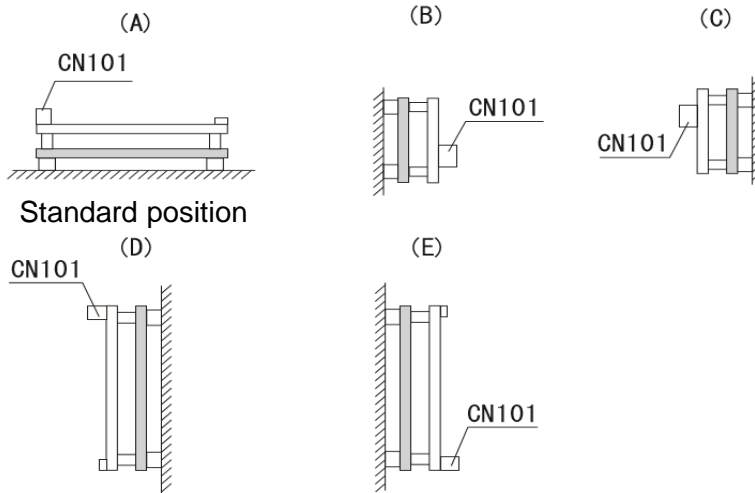 (A)
CN101
Standard position
(B)
CN101
(C)
CN101
(D)
CN101
(E)
CN101